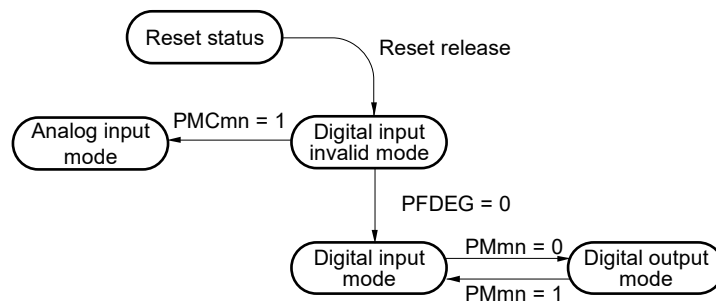 Reset status
Reset release
Analog input
mode
PMCmn = 1
Digital input
invalid mode
PFDEG = 0
Digital input
mode
PMmn = 0
PMmn = 1
Digital output
mode